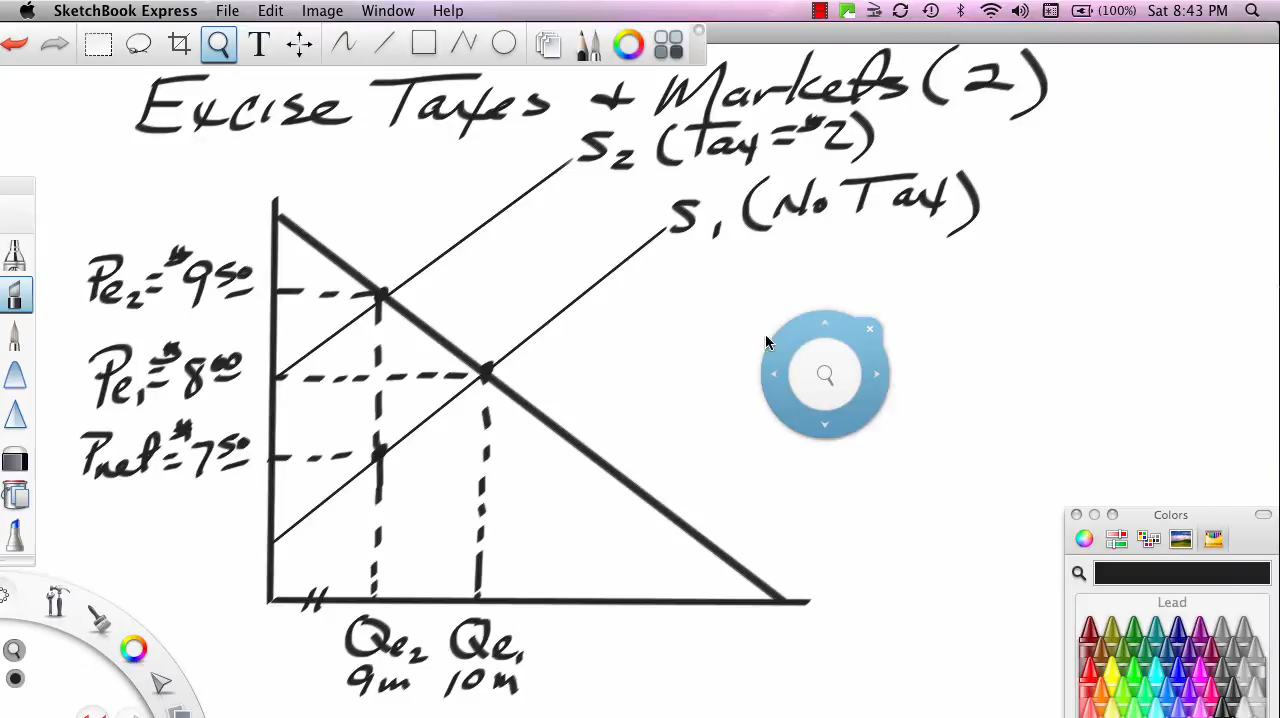 SketchBook Express File Edit Image Window Help (100%) Sat 8:43 PM
T
Excise Taxes + Markets (2)
S2 (Tax = $2)
S1 (No Tax)
Pe2 = $9 50
Pe1 = $8 00
Pnet = $7 50
Qe2 Qe1
9m 10m
Colors
Lead